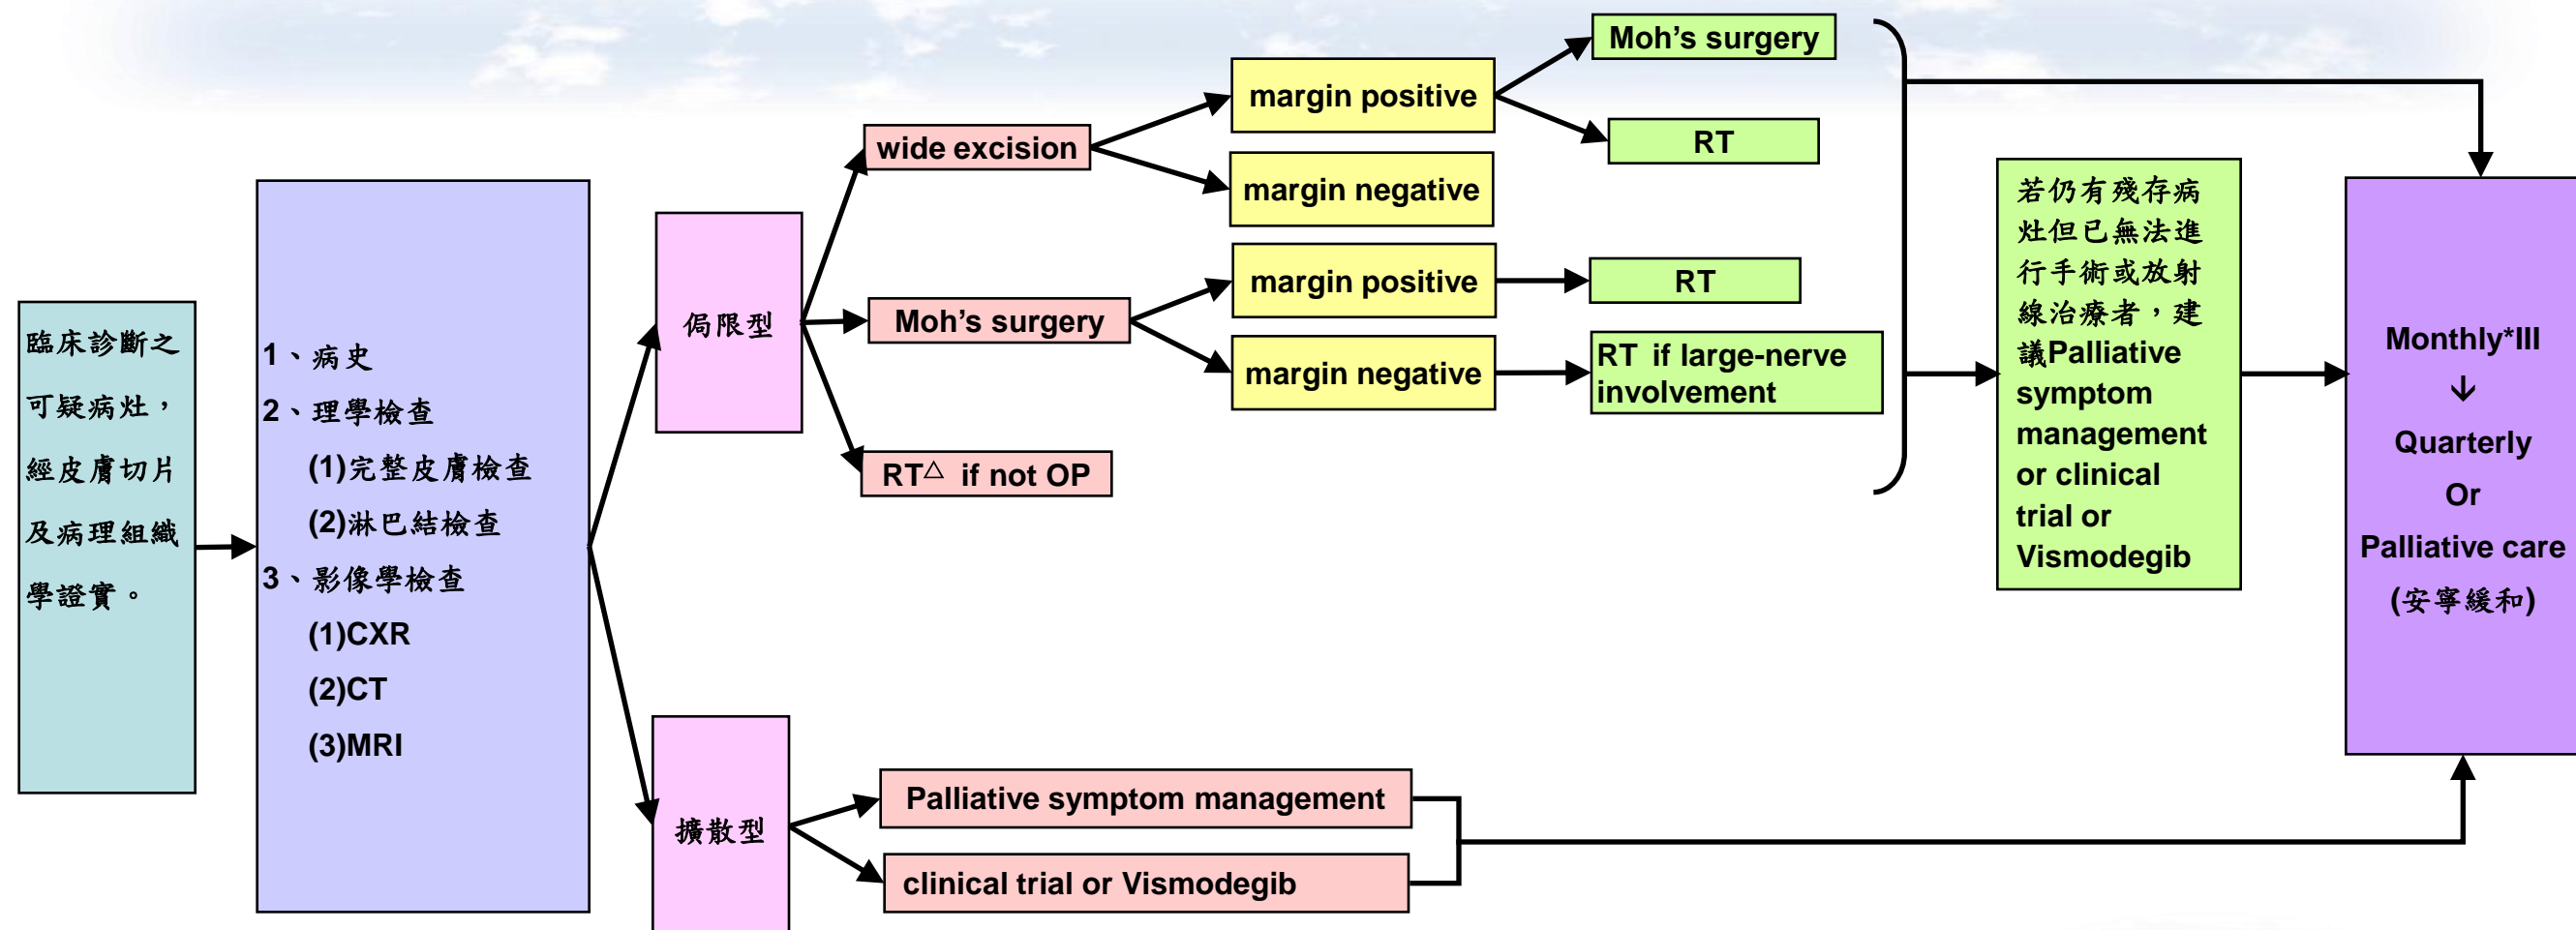 臨床診斷之
可疑病灶，
經皮膚切片
及病理組織
學證實。
1、病史
2、理學檢查
(1)完整皮膚檢查
(2)淋巴結檢查
3、影像學檢查
(1)CXR
(2)CT
(3)MRI
侷限型
wide excision
margin positive
Moh's surgery
RT
margin negative
Moh's surgery
margin positive
RT
margin negative
RT if large-nerve
involvement
RT△ if not OP
若仍有殘存病
灶但已無法進
行手術或放射
線治療者，建
議Palliative
symptom
management
or clinical
trial or
Vismodegib
擴散型
Palliative symptom management
clinical trial or Vismodegib
Monthly*III
↓
Quarterly
Or
Palliative care
(安寧緩和)